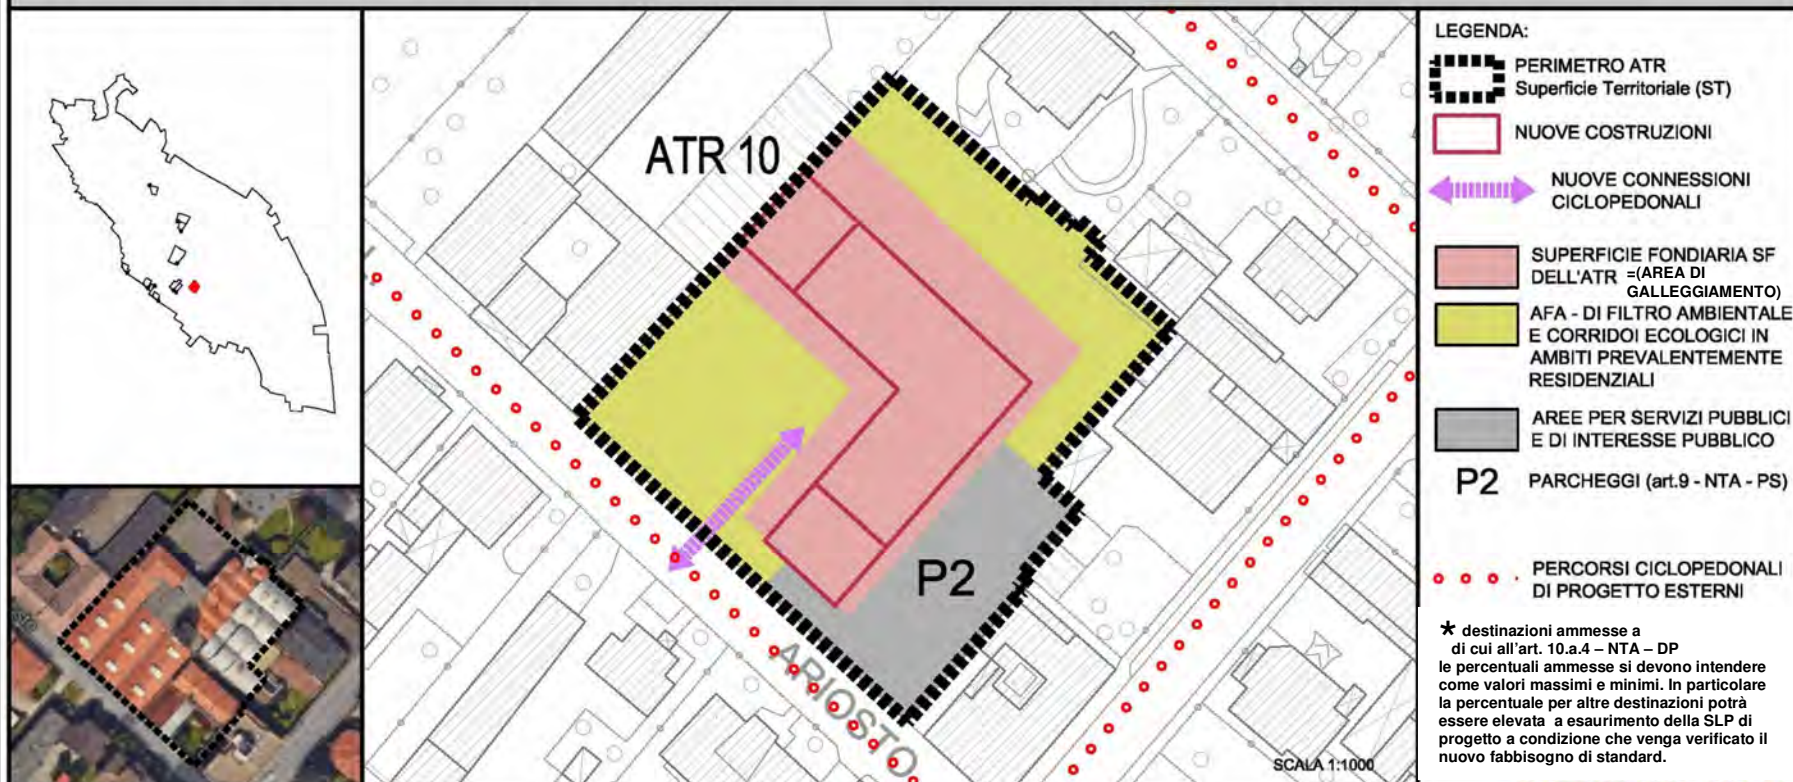 ATR 10
P2
ARIOSTO
SCALA 1:1000
LEGENDA:
PERIMETRO ATR
Superficie Territoriale (ST)
NUOVE COSTRUZIONI
NUOVE CONNESSIONI
CICLOPEDONALI
SUPERFICIE FONDIARIA SF
DELL'ATR =(AREA DI
GALLEGGIAMENTO)
AFA - DI FILTRO AMBIENTALE
E CORRIDOI ECOLOGICI IN
AMBITI PREVALENTEMENTE
RESIDENZIALI
AREE PER SERVIZI PUBBLICI
E DI INTERESSE PUBBLICO
P2 PARCHEGGI (art.9 - NTA - PS)
PERCORSI CICLOPEDONALI
DI PROGETTO ESTERNI
* destinazioni ammesse a
di cui all'art. 10.a.4 – NTA – DP
le percentuali ammesse si devono intendere
come valori massimi e minimi. In particolare
la percentuale per altre destinazioni potrà
essere elevata a esaurimento della SLP di
progetto a condizione che venga verificato il
nuovo fabbisogno di standard.